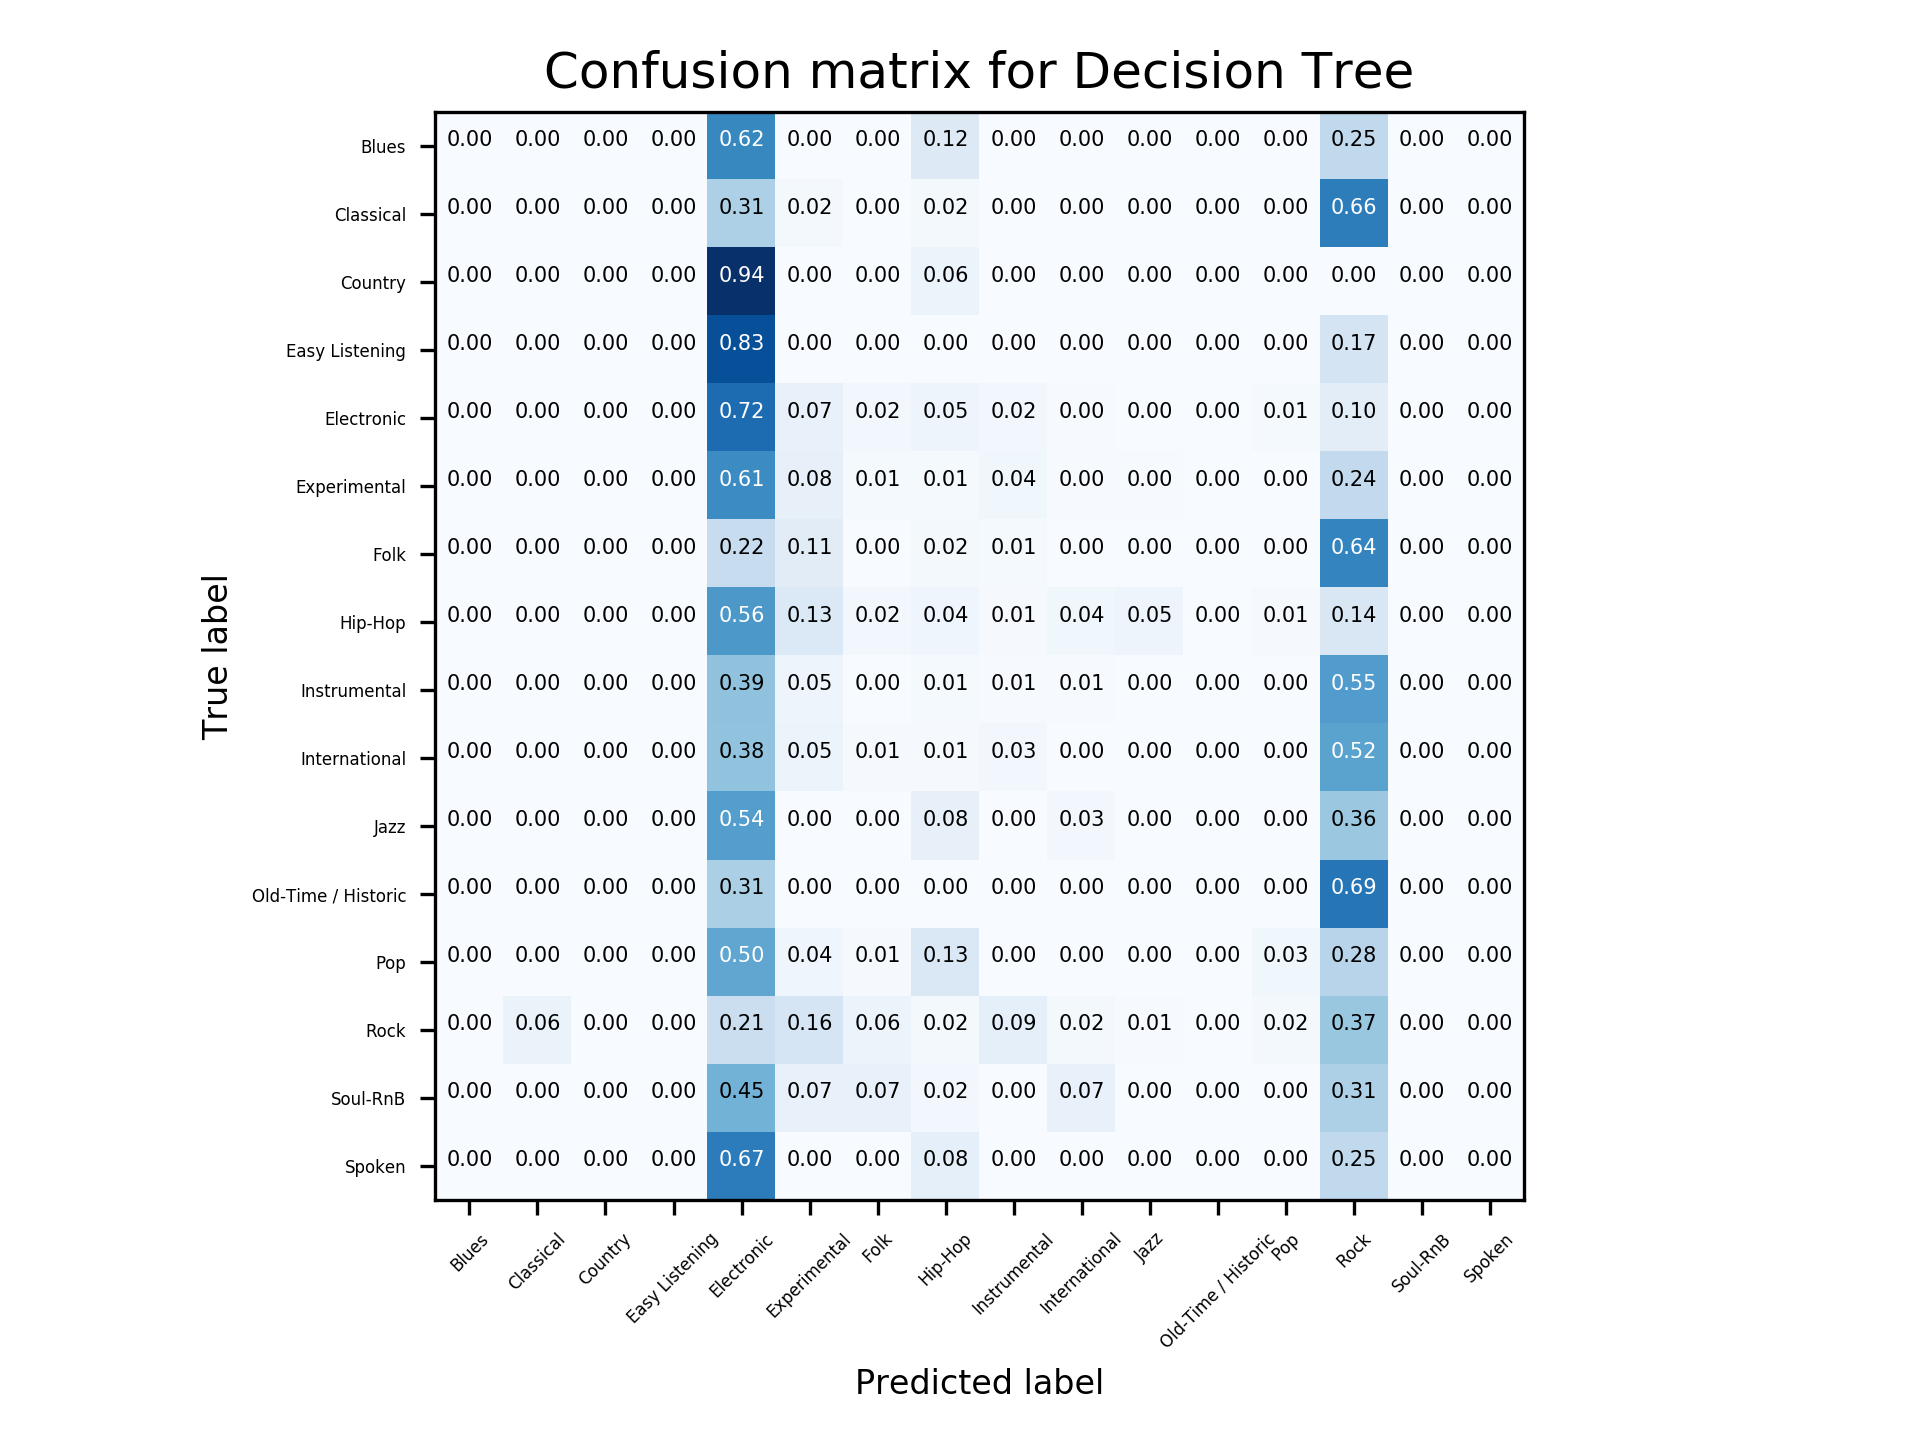 Confusion matrix for Decision Tree
Blues 0.00 0.00 0.00 0.00 0.62 0.00 0.00 0.12 0.00 0.00 0.00 0.00 0.00 0.25 0.00 0.00
Classical 0.00 0.00 0.00 0.00 0.31 0.02 0.00 0.02 0.00 0.00 0.00 0.00 0.00 0.66 0.00 0.00
Country 0.00 0.00 0.00 0.00 0.94 0.00 0.00 0.06 0.00 0.00 0.00 0.00 0.00 0.00 0.00 0.00
Easy Listening 0.00 0.00 0.00 0.00 0.83 0.00 0.00 0.00 0.00 0.00 0.00 0.00 0.00 0.17 0.00 0.00
Electronic 0.00 0.00 0.00 0.00 0.72 0.07 0.02 0.05 0.02 0.00 0.00 0.00 0.01 0.10 0.00 0.00
Experimental 0.00 0.00 0.00 0.00 0.61 0.08 0.01 0.01 0.04 0.00 0.00 0.00 0.00 0.24 0.00 0.00
Folk 0.00 0.00 0.00 0.00 0.22 0.11 0.00 0.02 0.01 0.00 0.00 0.00 0.00 0.64 0.00 0.00
Hip-Hop 0.00 0.00 0.00 0.00 0.56 0.13 0.02 0.04 0.01 0.04 0.05 0.00 0.01 0.14 0.00 0.00
Instrumental 0.00 0.00 0.00 0.00 0.39 0.05 0.00 0.01 0.01 0.01 0.00 0.00 0.00 0.55 0.00 0.00
International 0.00 0.00 0.00 0.00 0.38 0.05 0.01 0.01 0.03 0.00 0.00 0.00 0.00 0.52 0.00 0.00
Jazz 0.00 0.00 0.00 0.00 0.54 0.00 0.00 0.08 0.00 0.03 0.00 0.00 0.00 0.36 0.00 0.00
Old-Time / Historic 0.00 0.00 0.00 0.00 0.31 0.00 0.00 0.00 0.00 0.00 0.00 0.00 0.00 0.69 0.00 0.00
Pop 0.00 0.00 0.00 0.00 0.50 0.04 0.01 0.13 0.00 0.00 0.00 0.00 0.03 0.28 0.00 0.00
Rock 0.00 0.06 0.00 0.00 0.21 0.16 0.06 0.02 0.09 0.02 0.01 0.00 0.02 0.37 0.00 0.00
Soul-RnB 0.00 0.00 0.00 0.00 0.45 0.07 0.07 0.02 0.00 0.07 0.00 0.00 0.00 0.31 0.00 0.00
Spoken 0.00 0.00 0.00 0.00 0.67 0.00 0.00 0.08 0.00 0.00 0.00 0.00 0.00 0.25 0.00 0.00
True label
Blues Classical Country Easy Listening Electronic Experimental Folk Hip-Hop Instrumental International Jazz Old-Time / Historic Pop Rock Soul-RnB Spoken
Predicted label